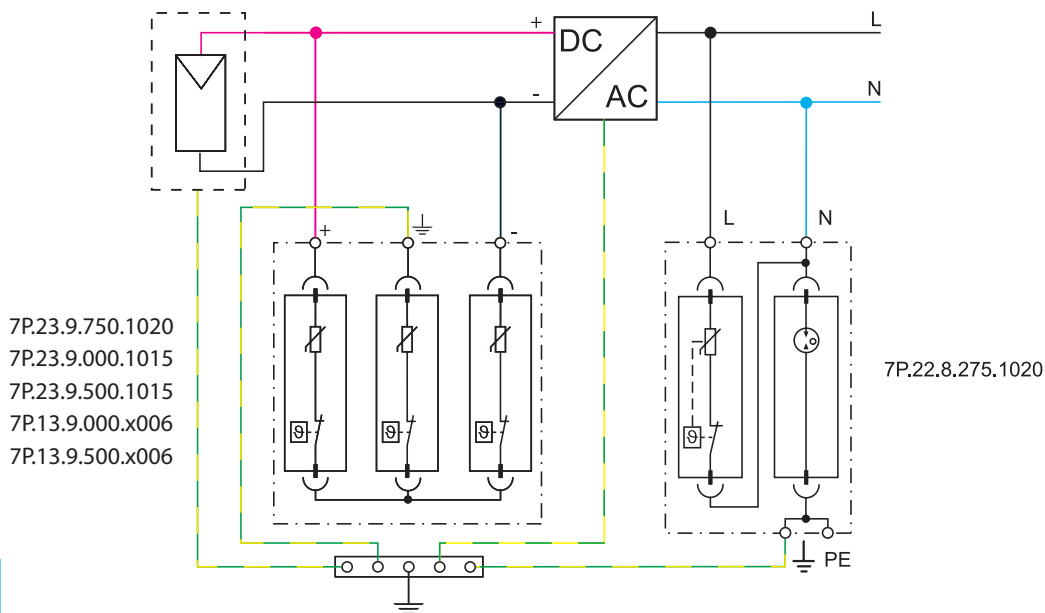 +
DC
L
-
AC
N
+
-
L
N
7P.23.9.750.1020
7P.23.9.000.1015
7P.23.9.500.1015
7P.13.9.000.x006
7P.13.9.500.x006
ϑ
ϑ
ϑ
ϑ
7P.22.8.275.1020
PE